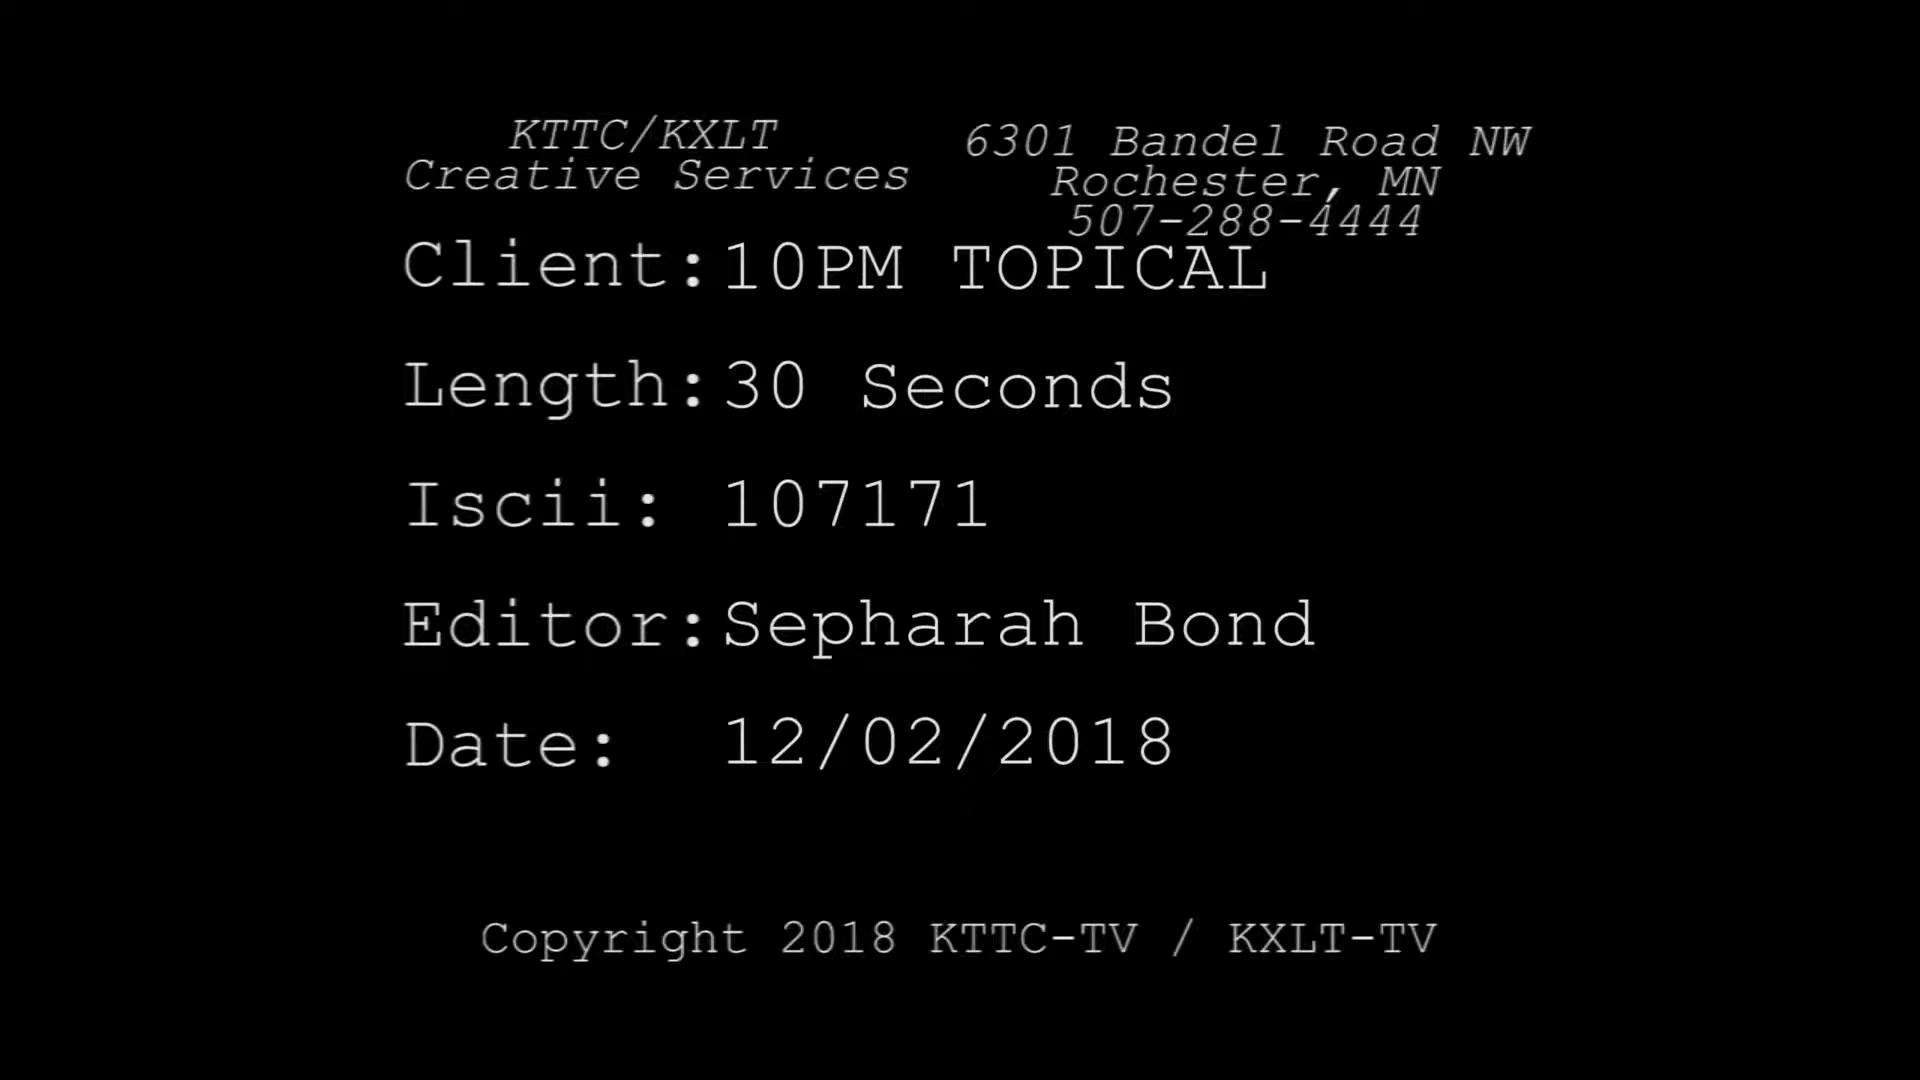 KTTC/KXLT
Creative Services
6301 Bandel Road NW
Rochester, MN
507-288-4444
Client: 10PM TOPICAL
Length: 30 Seconds
Iscii: 107171
Editor: Sepharah Bond
Date: 12/02/2018
Copyright 2018 KTTC-TV / KXLT-TV